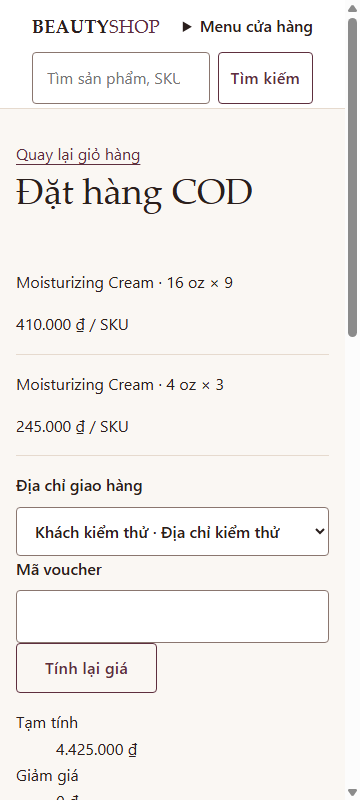 BEAUTYSHOP
▶ Menu cửa hàng
Tìm sản phẩm, SKU
Tìm kiếm
Quay lại giỏ hàng
Đặt hàng COD
Moisturizing Cream · 16 oz × 9
410.000 ₫ / SKU
Moisturizing Cream · 4 oz × 3
245.000 ₫ / SKU
Địa chỉ giao hàng
Khách kiểm thử · Địa chỉ kiểm thử
Mã voucher
Tính lại giá
Tạm tính
4.425.000 ₫
Giảm giá
0 ₫